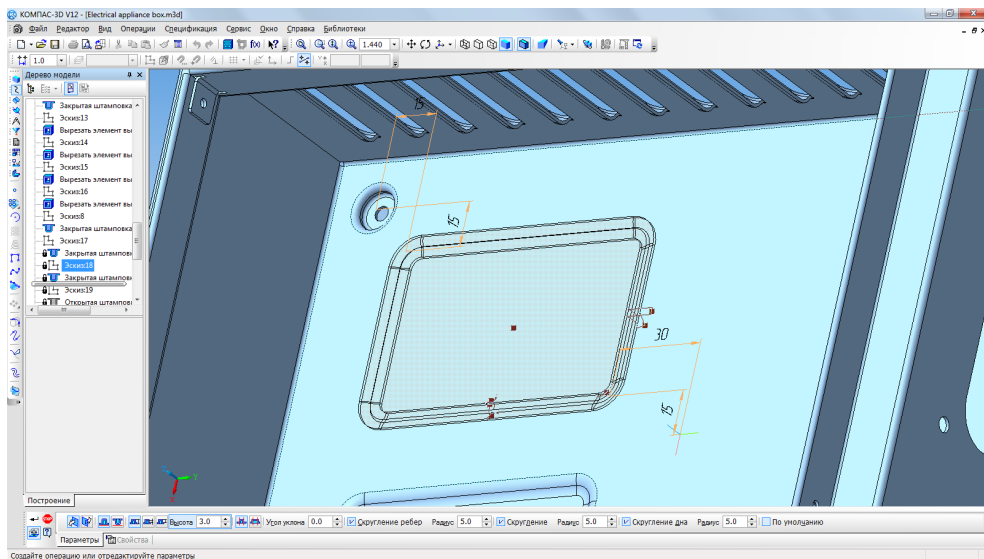 КОМПАС-3D V12 - [Electrical appliance box.m3d]
Файл Редактор Вид Операции Спецификация Сервис Окно Справка Библиотеки
1.440
1.0
Дерево модели
Закрытая штамповка
Эскиз:13
Вырезать элемент вы
Эскиз:14
Вырезать элемент вы
Эскиз:15
Вырезать элемент вы
Эскиз:16
Вырезать элемент вы
Эскиз:8
Закрытая штамповка
Эскиз:17
Закрытая штампов
Эскиз:18
Закрытая штампов
Эскиз:19
Открытая штампов
15
15
30
15
Y
Построение
Высота 3.0 Угол уклона 0.0 Скругление ребер Радиус 5.0 Скругление Радиус 5.0 Скругление дна Радиус 5.0 По умолчанию
Параметры Свойства
Создайте операцию или отредактируйте параметры